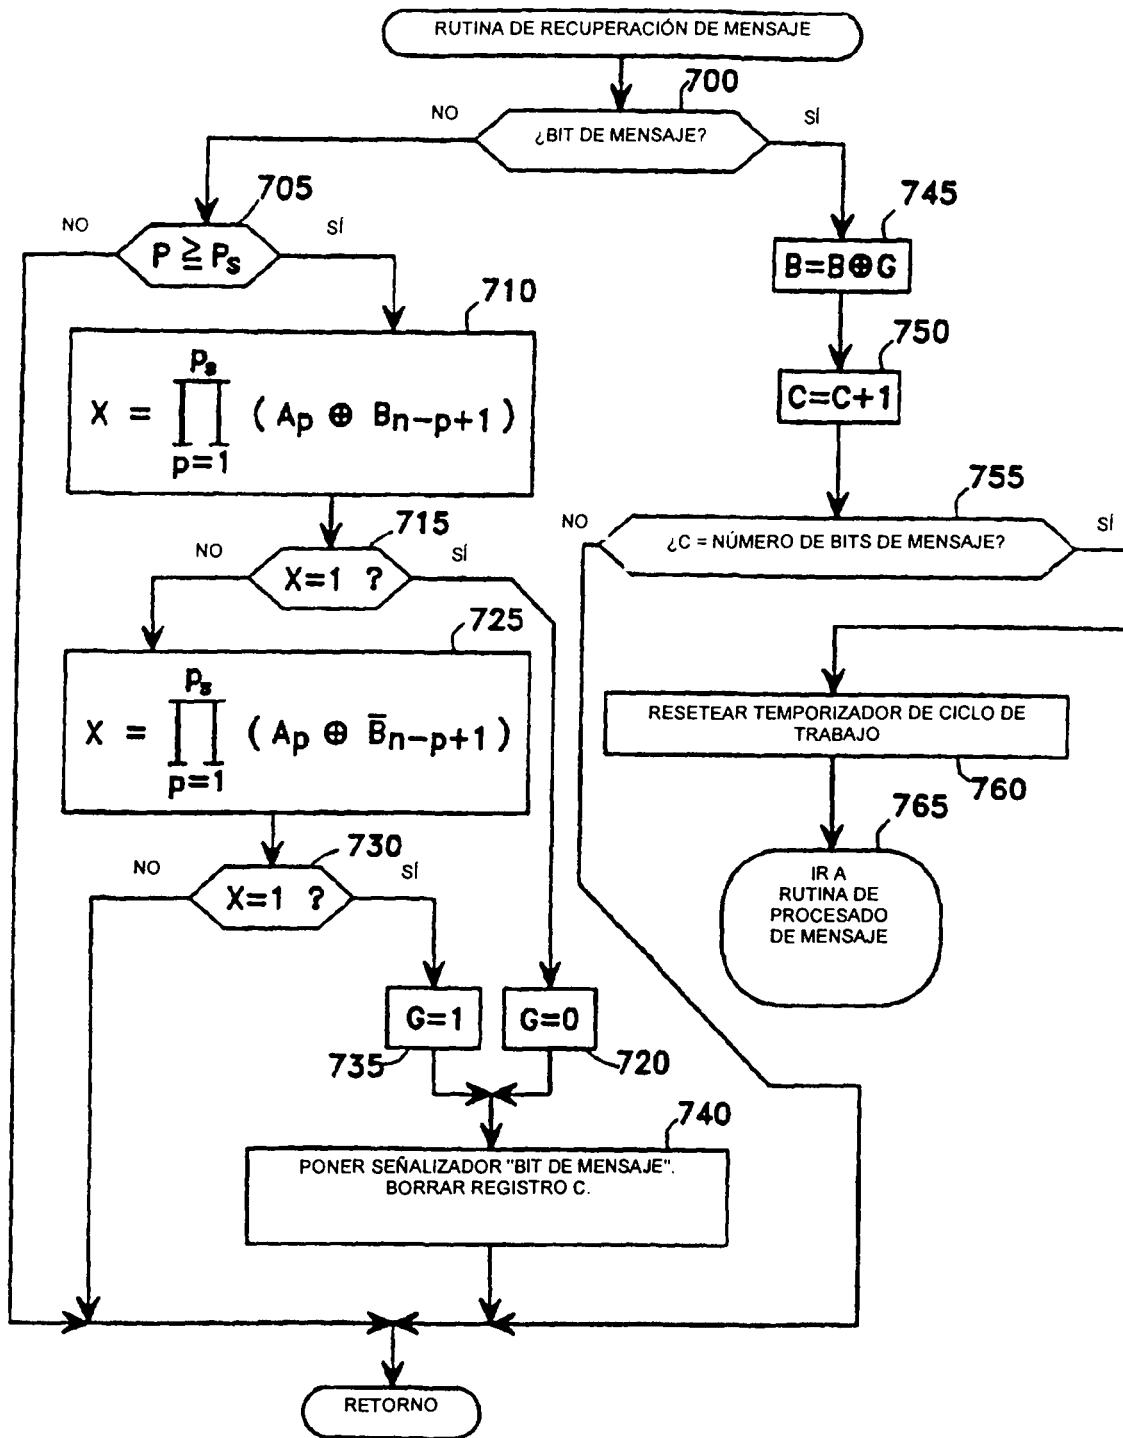 RUTINA DE RECUPERACIÓN DE MENSAJE
700
NO
¿BIT DE MENSAJE?
SÍ
705
NO
P ≧ Ps
SÍ
745
B=B⊕G
710
Ps
X = ∏ ( Ap ⊕ Bn-p+1 )
p=1
750
C=C+1
715
NO
X=1 ?
SÍ
755
NO
¿C = NÚMERO DE BITS DE MENSAJE?
SÍ
725
Ps
X = ∏ ( Ap ⊕ B̄n-p+1 )
p=1
RESETEAR TEMPORIZADOR DE CICLO DE
TRABAJO
760
730
NO
X=1 ?
SÍ
765
IR A
RUTINA DE
PROCESADO
DE MENSAJE
G=1
735
G=0
720
740
PONER SEÑALIZADOR "BIT DE MENSAJE".
BORRAR REGISTRO C.
RETORNO